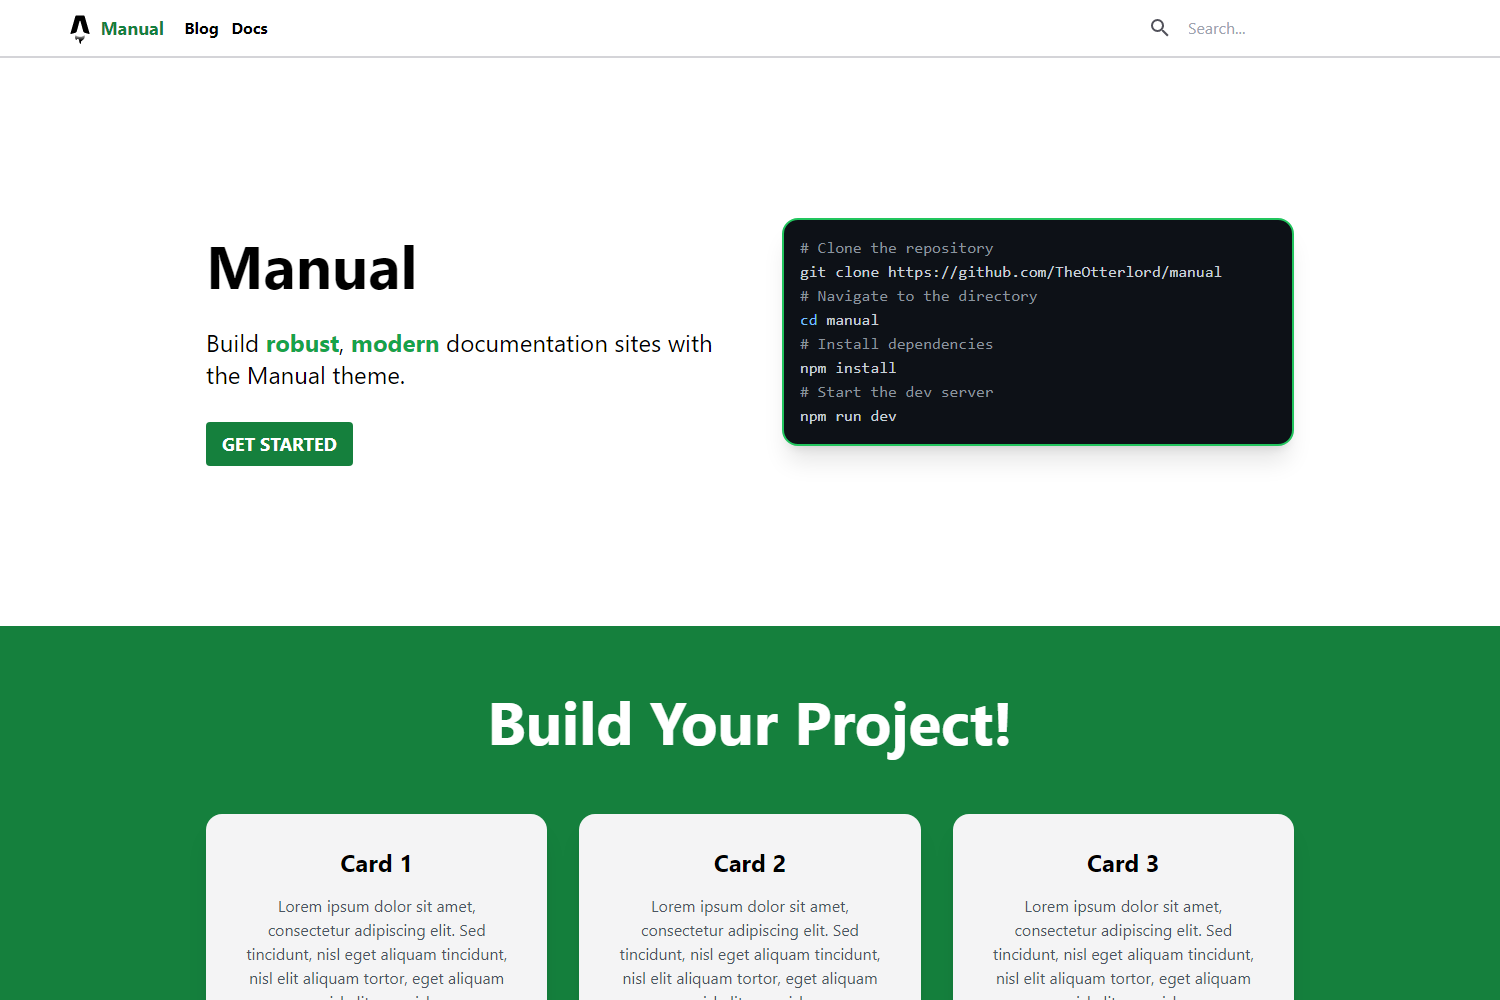 Manual Blog Docs Search...
Manual
Build robust, modern documentation sites with
the Manual theme.
GET STARTED
# Clone the repository
git clone https://github.com/TheOtterlord/manual
# Navigate to the directory
cd manual
# Install dependencies
npm install
# Start the dev server
npm run dev
Build Your Project!
Card 1
Lorem ipsum dolor sit amet,
consectetur adipiscing elit. Sed
tincidunt, nisl eget aliquam tincidunt,
nisl elit aliquam tortor, eget aliquam
Card 2
Lorem ipsum dolor sit amet,
consectetur adipiscing elit. Sed
tincidunt, nisl eget aliquam tincidunt,
nisl elit aliquam tortor, eget aliquam
Card 3
Lorem ipsum dolor sit amet,
consectetur adipiscing elit. Sed
tincidunt, nisl eget aliquam tincidunt,
nisl elit aliquam tortor, eget aliquam